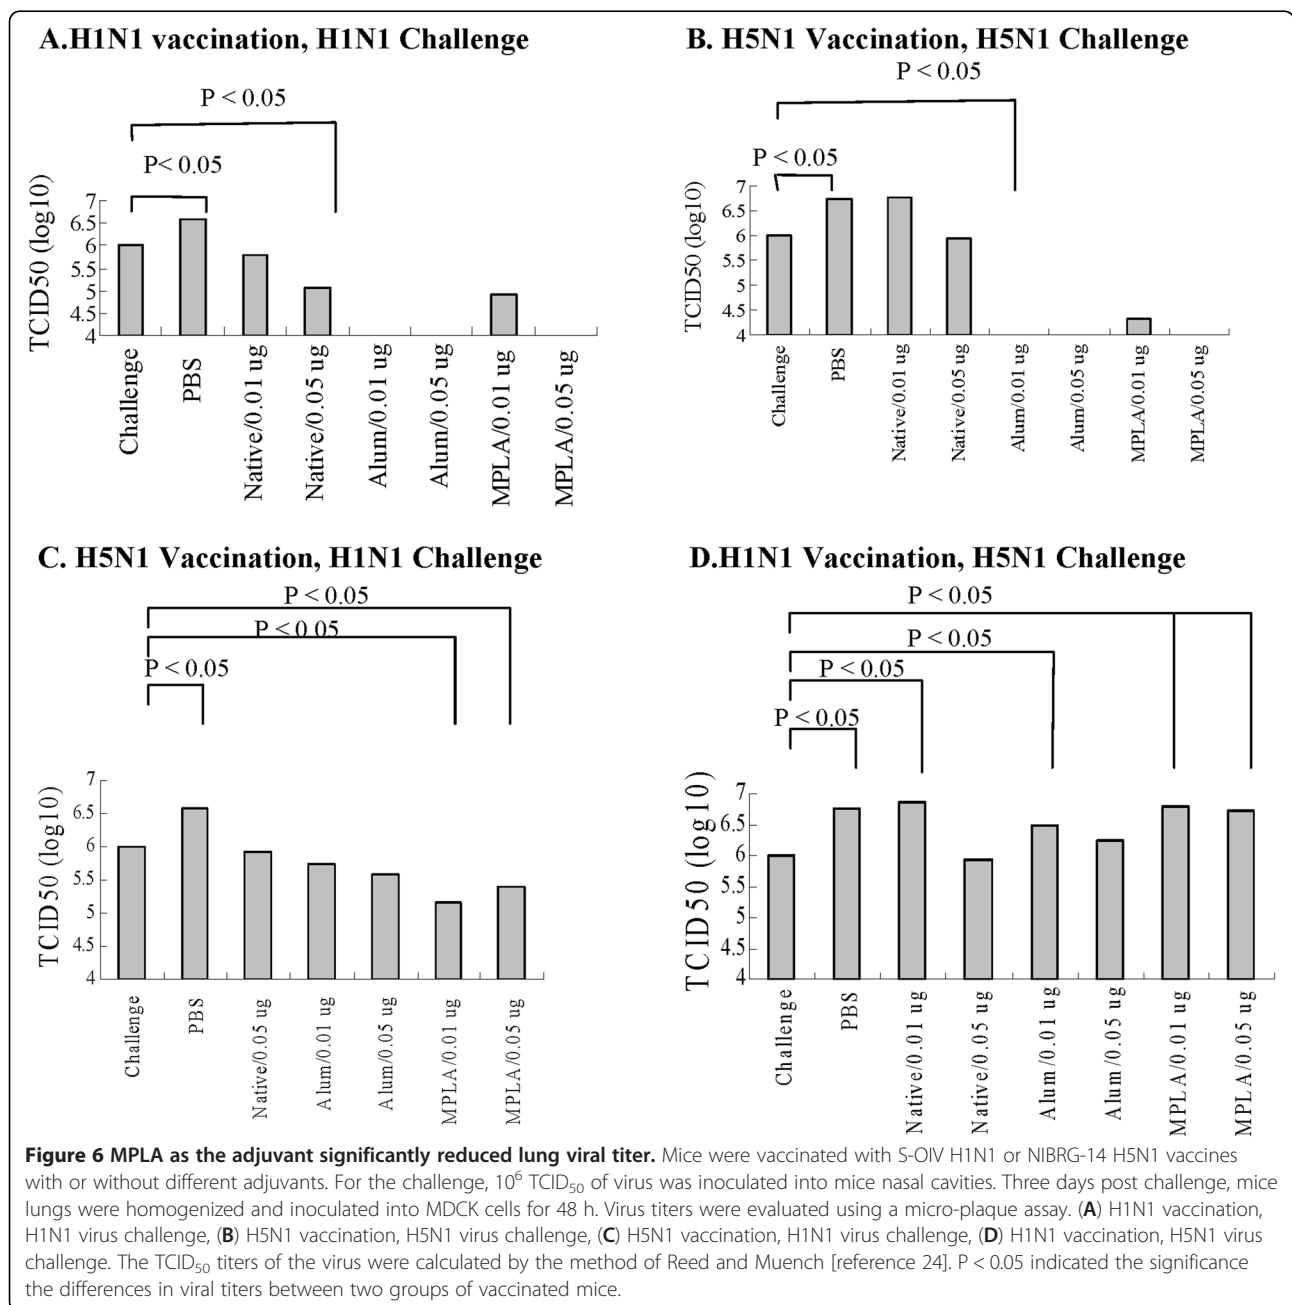 A.H1N1 vaccination, H1N1 Challenge
P < 0.05
P< 0.05
TCID50 (log10)
7
6.5
6
5.5
5
4.5
4
Challenge
PBS
Native/0.01 ug
Native/0.05 ug
Alum/0.01 ug
Alum/0.05 ug
MPLA/0.01 ug
MPLA/0.05 ug
B. H5N1 Vaccination, H5N1 Challenge
P < 0.05
P < 0.05
TCID50 (log10)
7
6.5
6
5.5
5
4.5
4
Challenge
PBS
Native/0.01 ug
Native/0.05 ug
Alum/0.01 ug
Alum/0.05 ug
MPLA/0.01 ug
MPLA/0.05 ug
C. H5N1 Vaccination, H1N1 Challenge
P < 0.05
P < 0.05
P < 0.05
TCID50 (log10)
7
6.5
6
5.5
5
4.5
4
Challenge
PBS
Native/0.05 ug
Alum/0.01 ug
Alum/0.05 ug
MPLA/0.01 ug
MPLA/0.05 ug
D.H1N1 Vaccination, H5N1 Challenge
P < 0.05
P < 0.05
P < 0.05
P < 0.05
TCID50 (log10)
7
6.5
6
5.5
5
4.5
4
Challenge
PBS
Native/0.01 ug
Native/0.05 ug
Alum/0.01 ug
Alum/0.05 ug
MPLA/0.01 ug
MPLA/0.05 ug
Figure 6 MPLA as the adjuvant significantly reduced lung viral titer. Mice were vaccinated with S-OIV H1N1 or NIBRG-14 H5N1 vaccines
with or without different adjuvants. For the challenge, 10⁶ TCID₅₀ of virus was inoculated into mice nasal cavities. Three days post challenge, mice
lungs were homogenized and inoculated into MDCK cells for 48 h. Virus titers were evaluated using a micro-plaque assay. (A) H1N1 vaccination,
H1N1 virus challenge, (B) H5N1 vaccination, H5N1 virus challenge, (C) H5N1 vaccination, H1N1 virus challenge, (D) H1N1 vaccination, H5N1 virus
challenge. The TCID₅₀ titers of the virus were calculated by the method of Reed and Muench [reference 24]. P < 0.05 indicated the significance
the differences in viral titers between two groups of vaccinated mice.